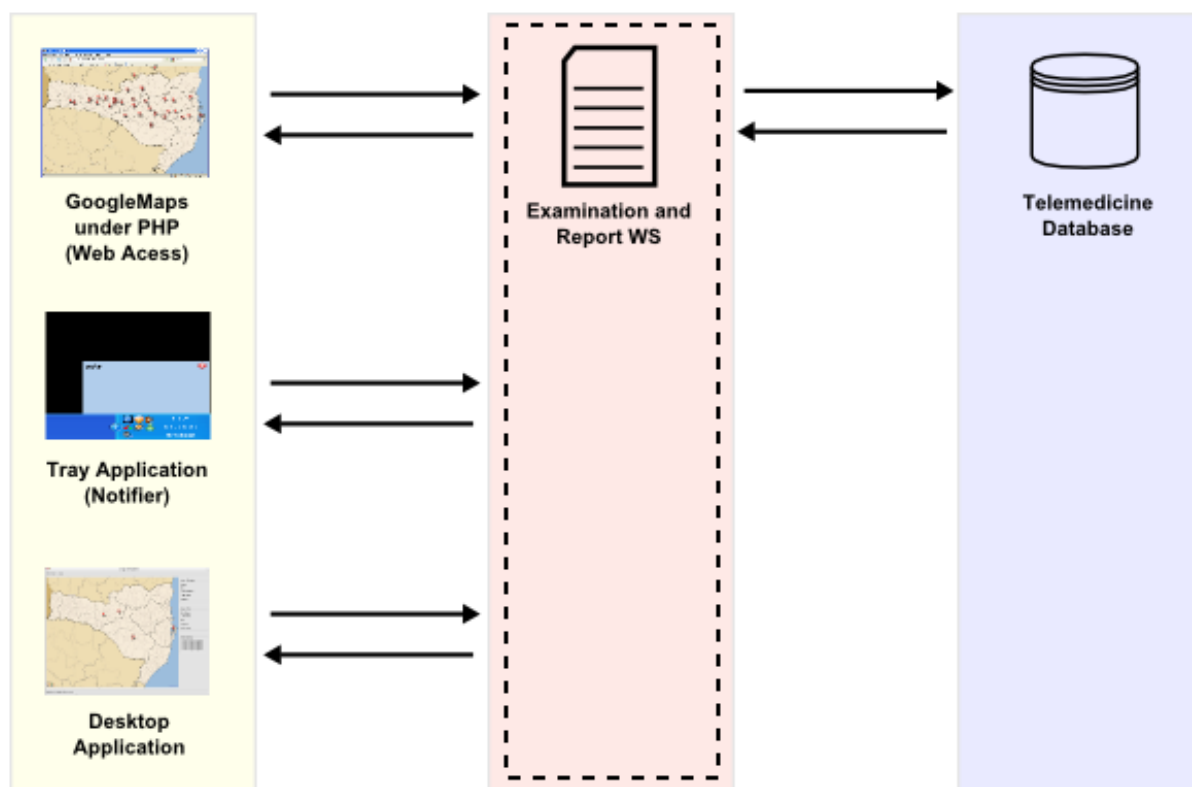 GoogleMaps
under PHP
(Web Acess)
Examination and
Report WS
Telemedicine
Database
Tray Application
(Notifier)
Desktop
Application